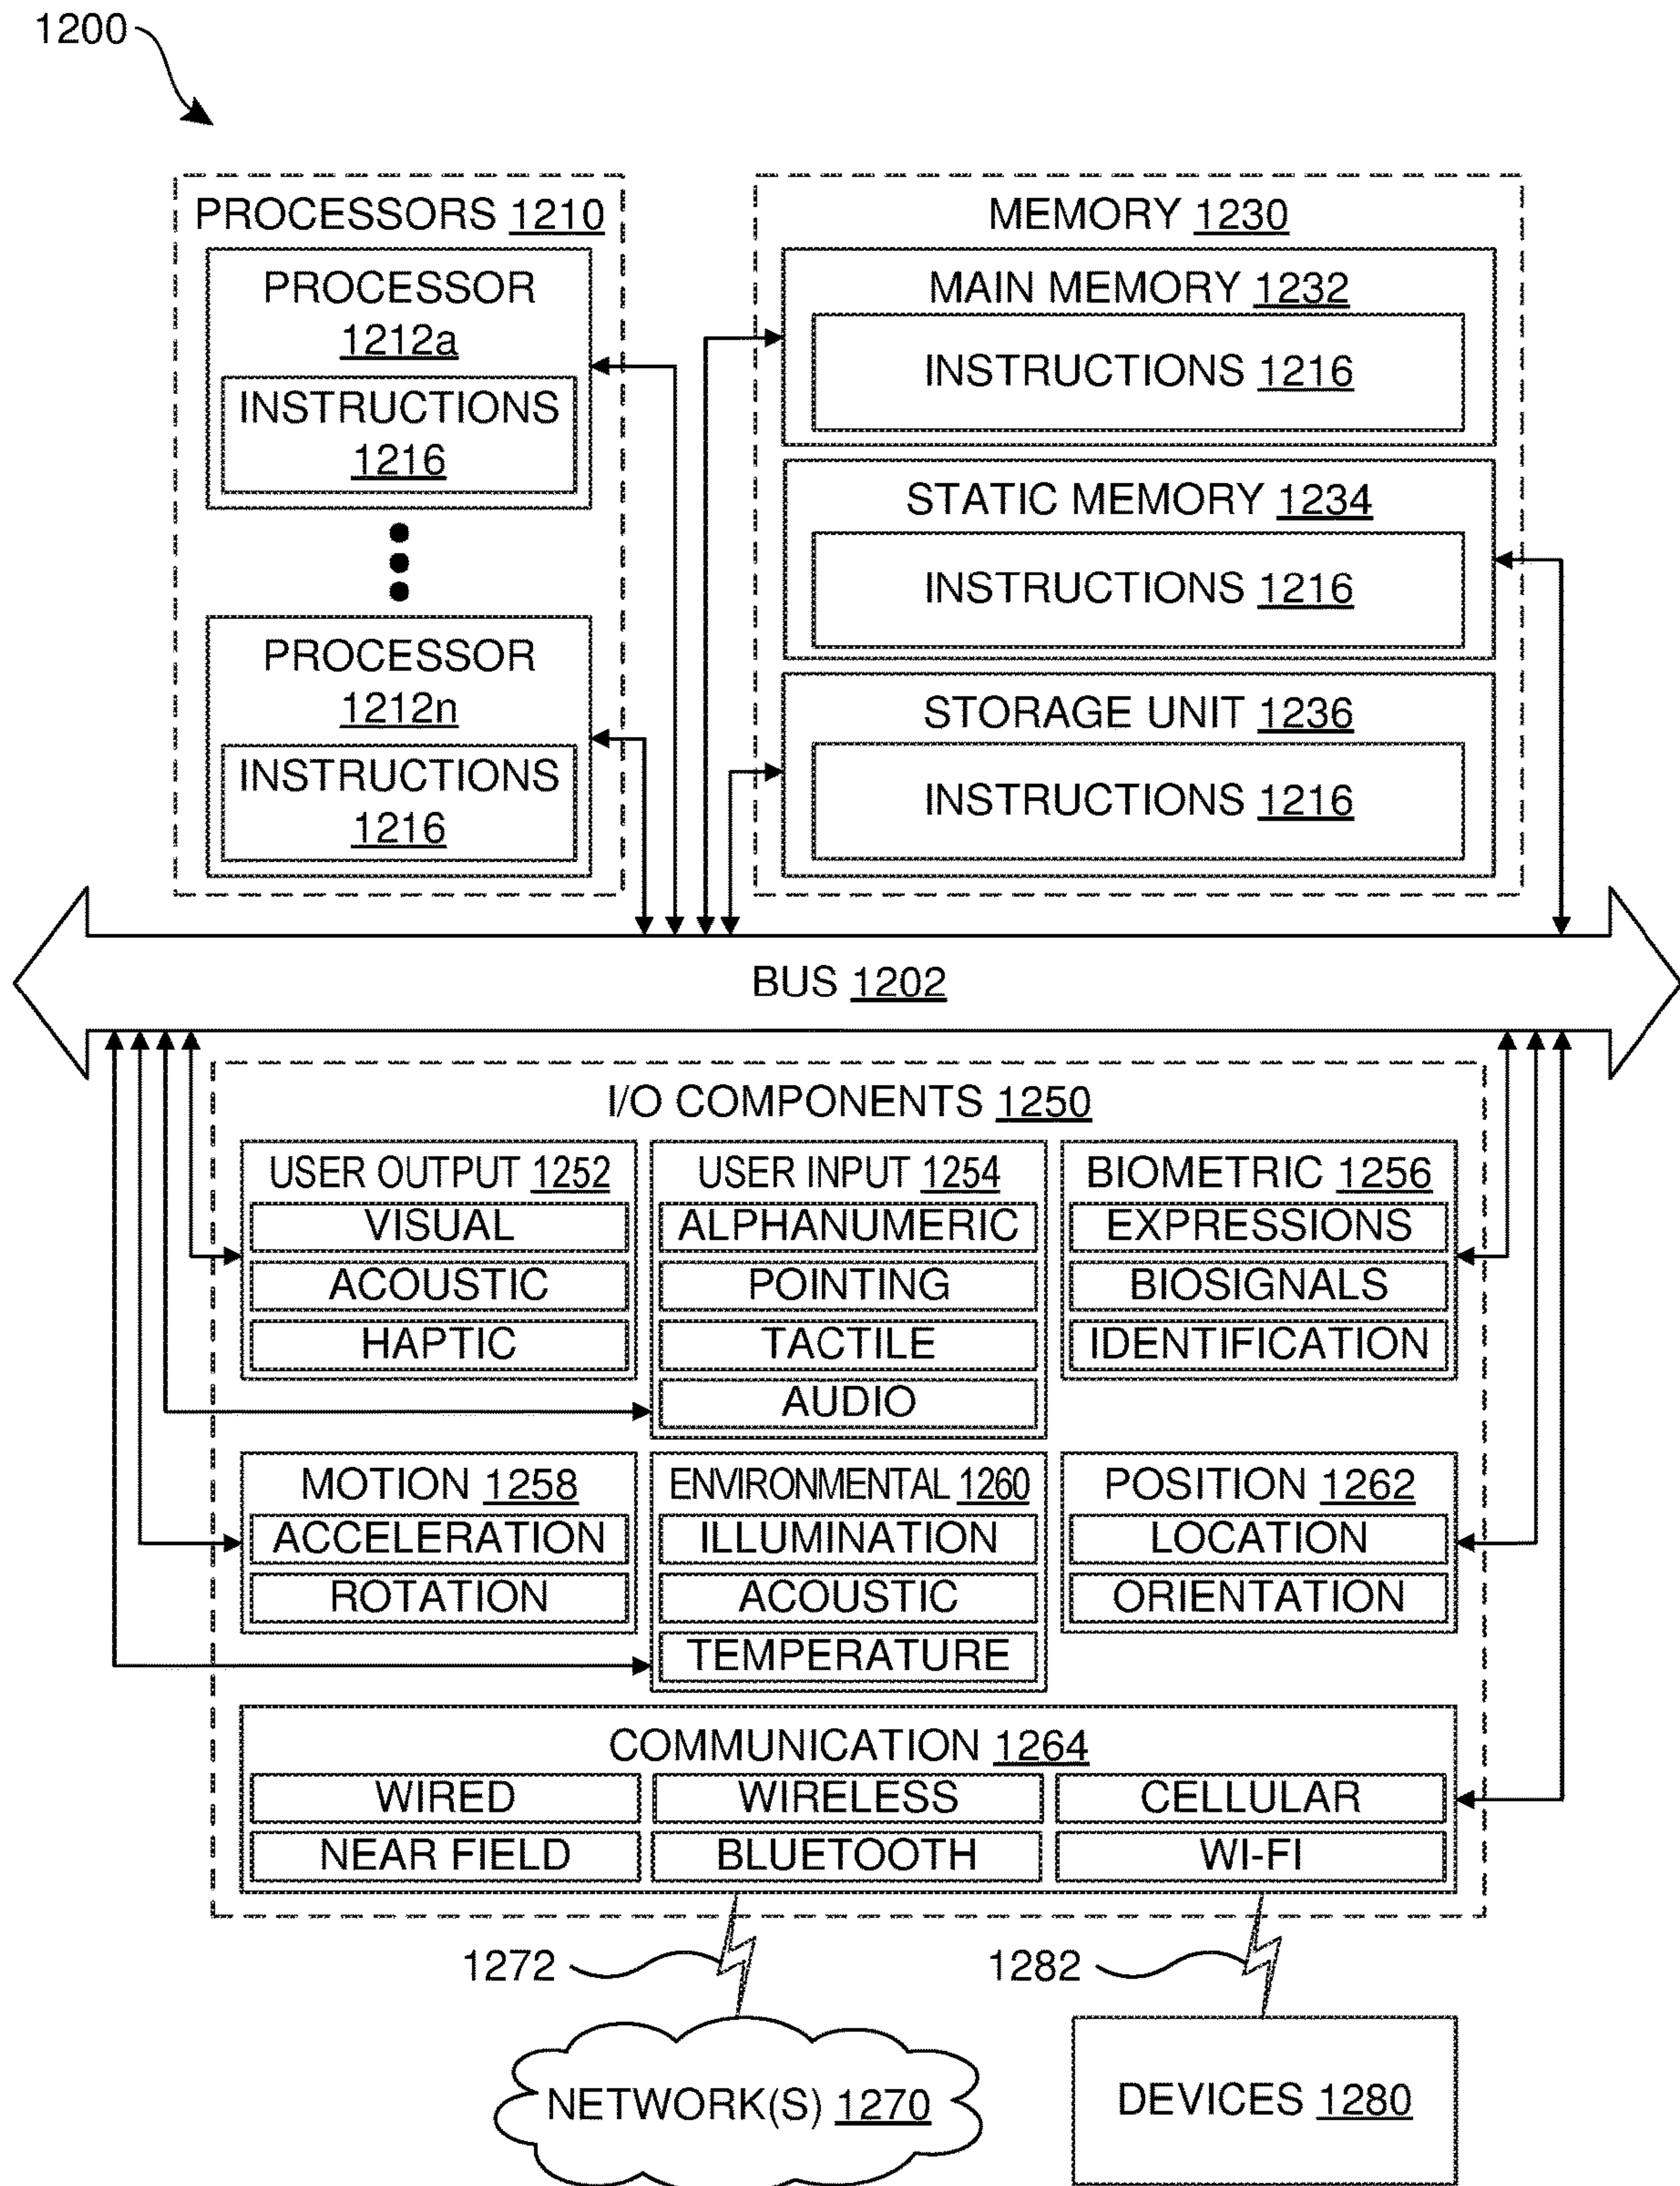 1200
PROCESSORS 1210
PROCESSOR
1212a
INSTRUCTIONS
1216
PROCESSOR
1212n
INSTRUCTIONS
1216
MEMORY 1230
MAIN MEMORY 1232
INSTRUCTIONS 1216
STATIC MEMORY 1234
INSTRUCTIONS 1216
STORAGE UNIT 1236
INSTRUCTIONS 1216
BUS 1202
I/O COMPONENTS 1250
USER OUTPUT 1252
VISUAL
ACOUSTIC
HAPTIC
USER INPUT 1254
ALPHANUMERIC
POINTING
TACTILE
AUDIO
BIOMETRIC 1256
EXPRESSIONS
BIOSIGNALS
IDENTIFICATION
MOTION 1258
ACCELERATION
ROTATION
ENVIRONMENTAL 1260
ILLUMINATION
ACOUSTIC
TEMPERATURE
POSITION 1262
LOCATION
ORIENTATION
COMMUNICATION 1264
WIRED
WIRELESS
CELLULAR
NEAR FIELD
BLUETOOTH
WI-FI
1272
1282
NETWORK(S) 1270
DEVICES 1280